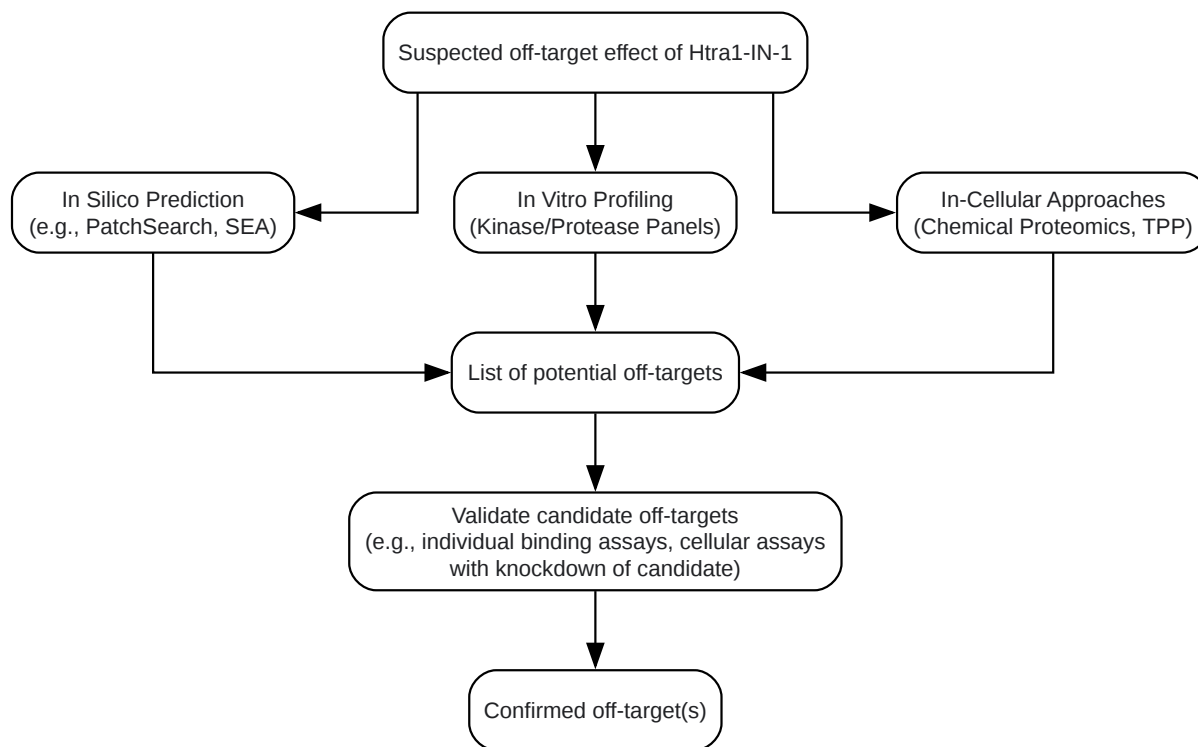 Suspected off-target effect of Htra1-IN-1
In Silico Prediction
(e.g., PatchSearch, SEA)
In Vitro Profiling
(Kinase/Protease Panels)
In-Cellular Approaches
(Chemical Proteomics, TPP)
List of potential off-targets
Validate candidate off-targets
(e.g., individual binding assays, cellular assays
with knockdown of candidate)
Confirmed off-target(s)